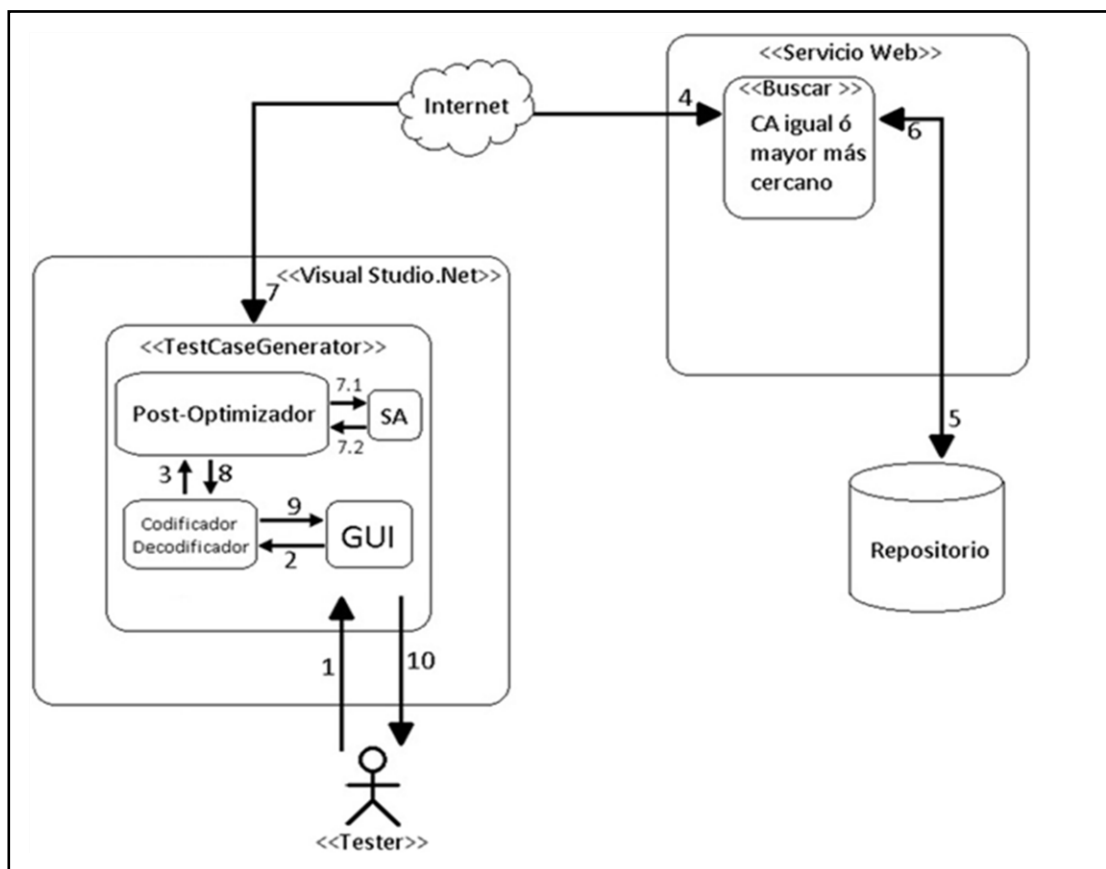 <<Servicio Web>>
<<Buscar >>
CA igual ó
mayor más
cercano
Internet
4
6
5
Repositorio
7
<<Visual Studio.Net>>
<<TestCaseGenerator>>
Post-Optimizador
7.1
SA
7.2
3
8
Codificador
Decodificador
9
2
GUI
1
10
<<Tester>>